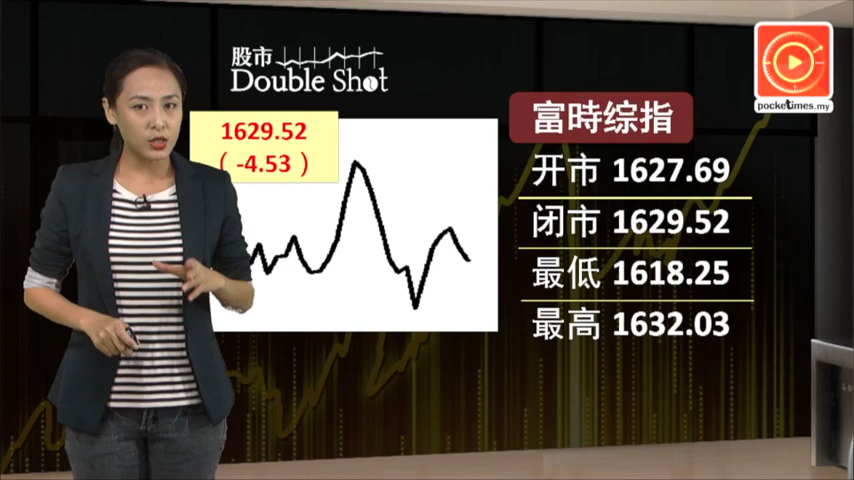 股市
Double Shot
pocketimes.my
1629.52
( -4.53 )
富時综指
开市 1627.69
闭市 1629.52
最低 1618.25
最高 1632.03